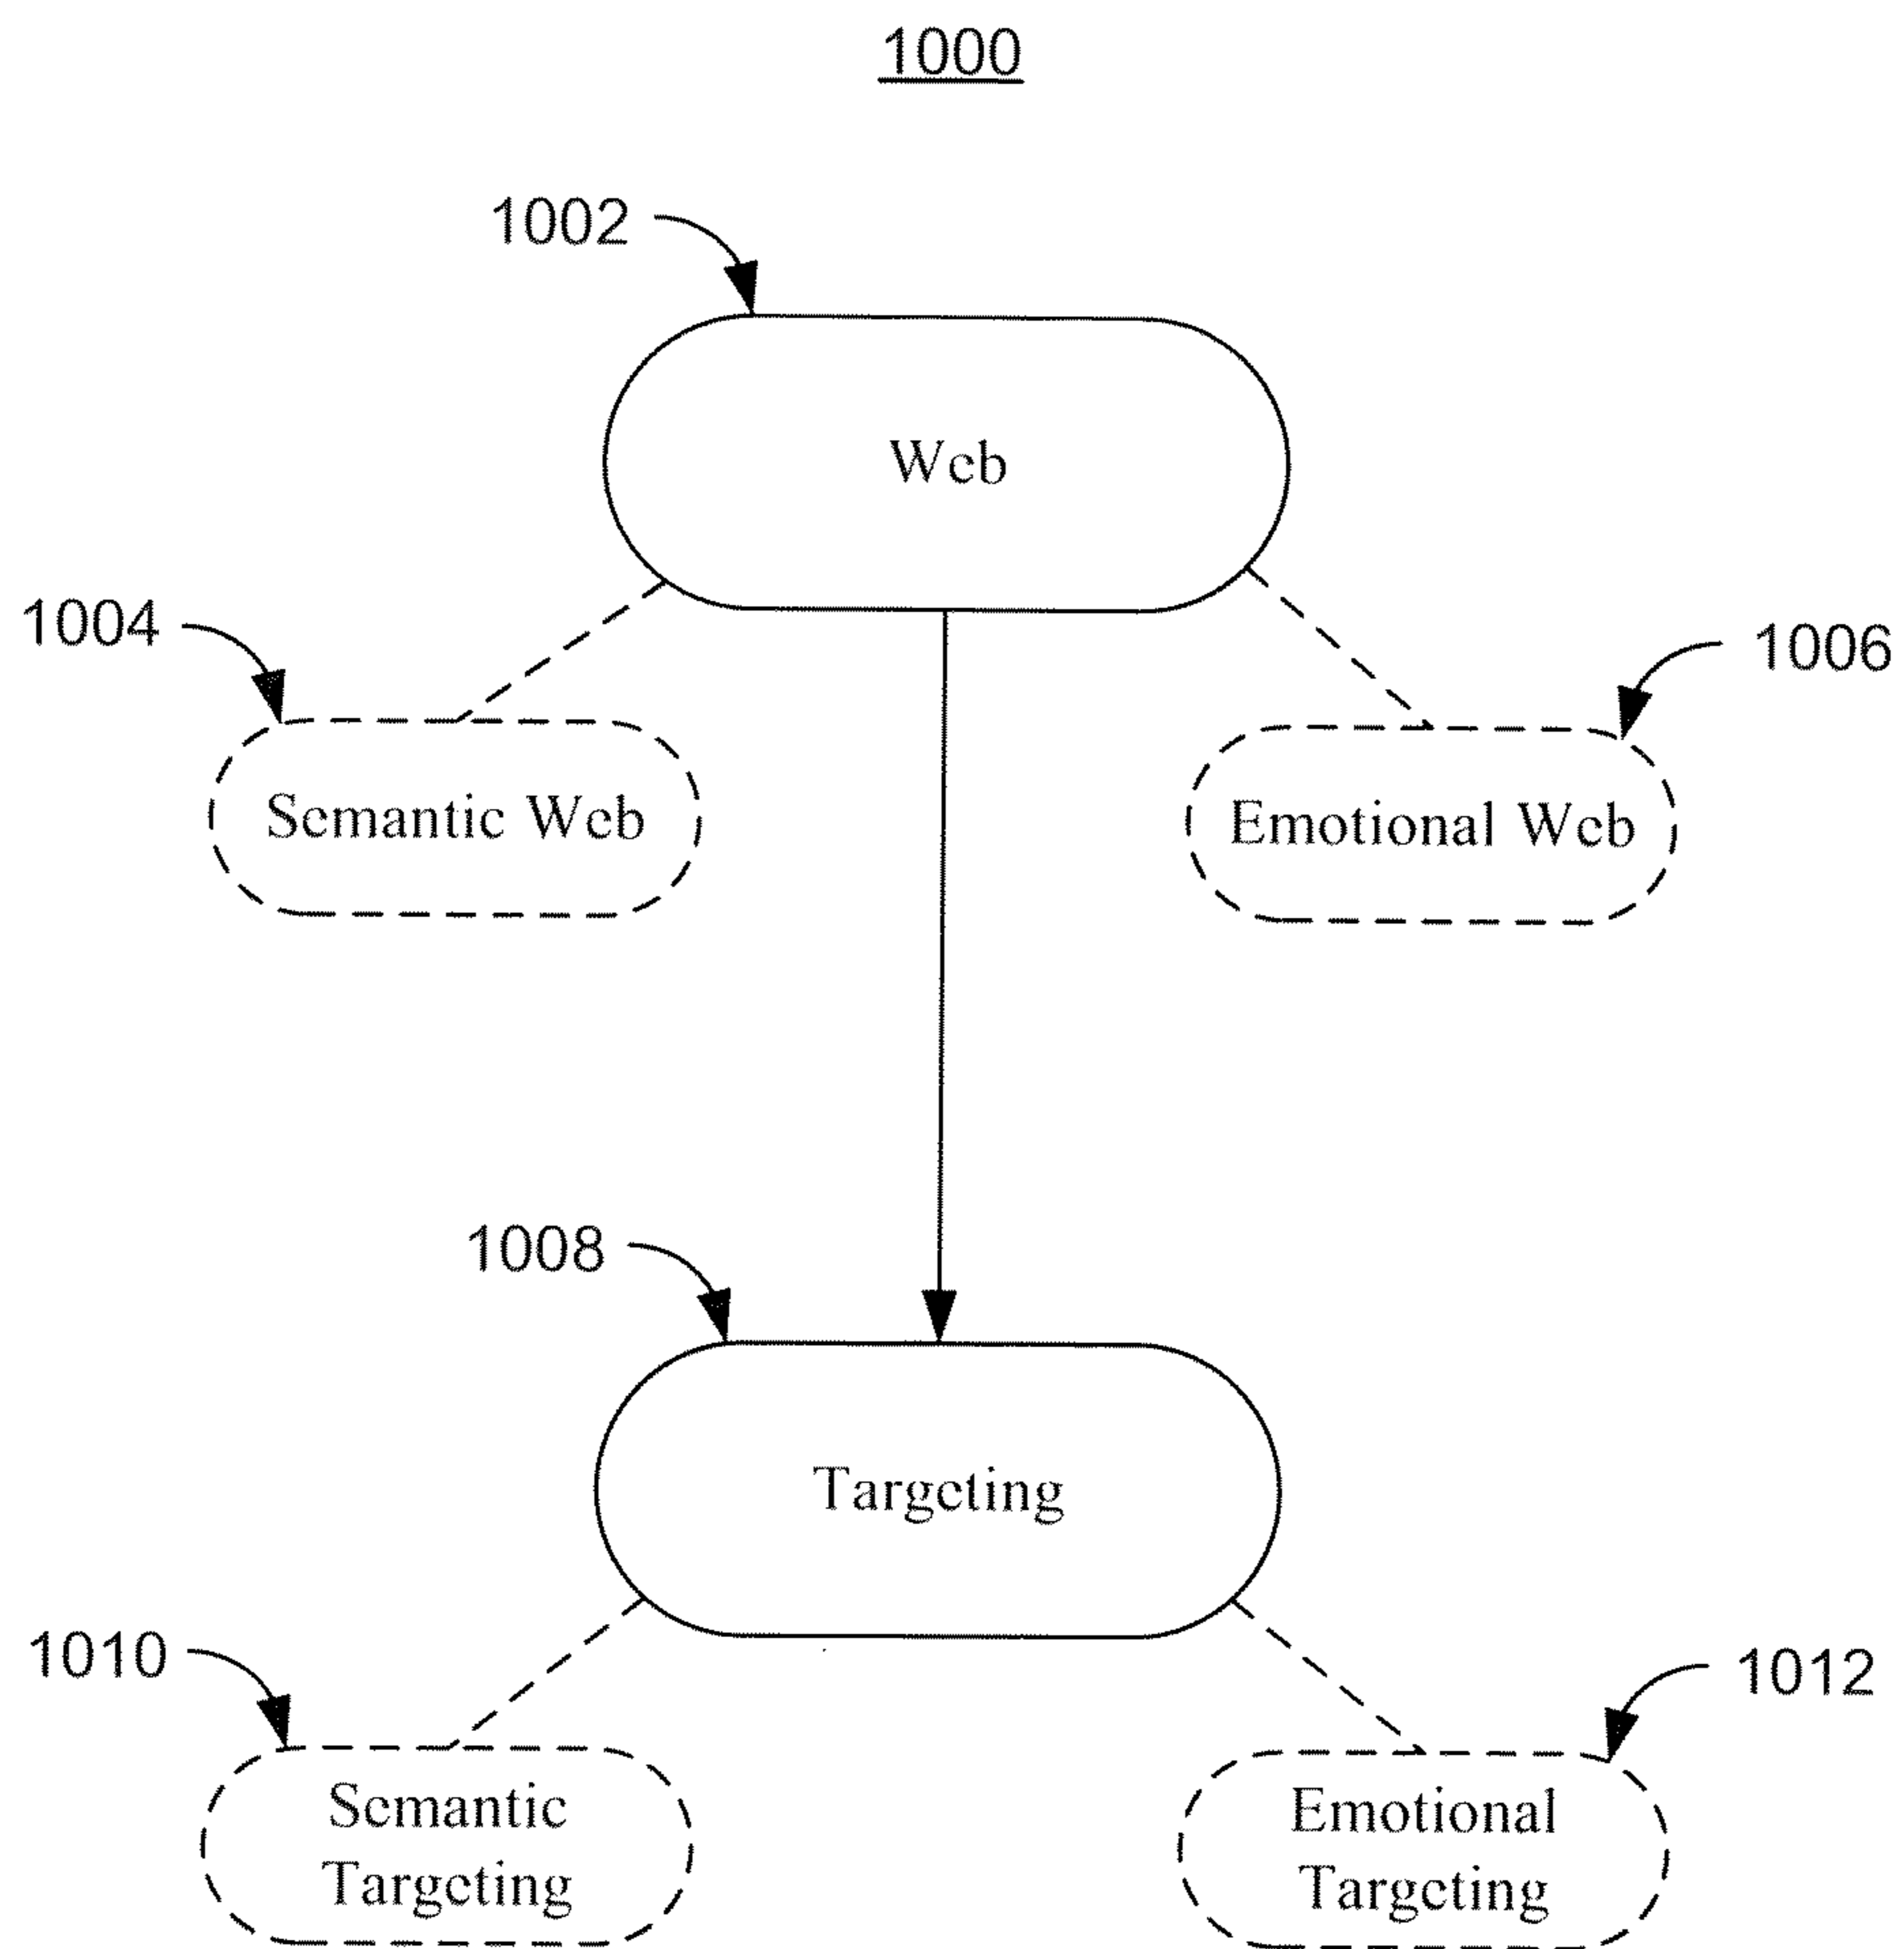 1000
1002
Web
1004
1006
Semantic Web
Emotional Web
1008
Targeting
1010
1012
Semantic
Targeting
Emotional
Targeting